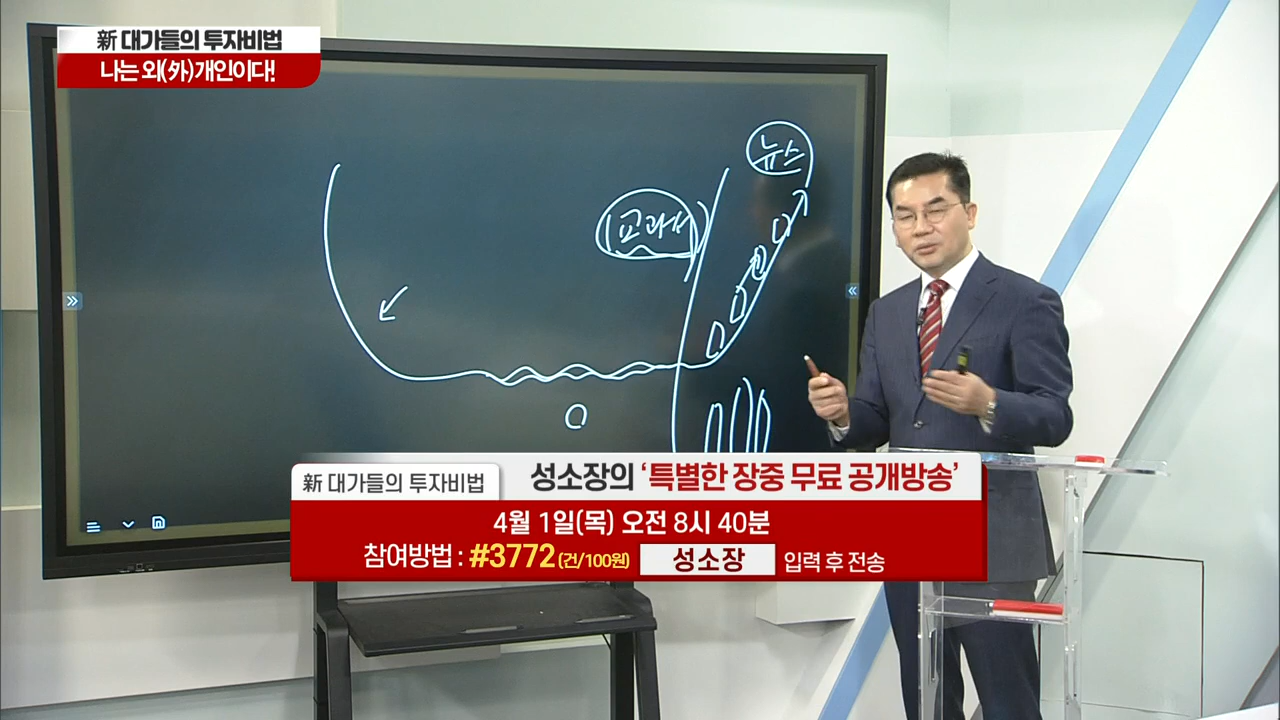 新 대가들의 투자비법
나는 외(外)개인이다!
뉴스
교과서
新 대가들의 투자비법
성소장의 '특별한 장중 무료 공개방송'
4월 1일(목) 오전 8시 40분
참여방법 : #3772 (건/100원) 성소장 입력 후 전송